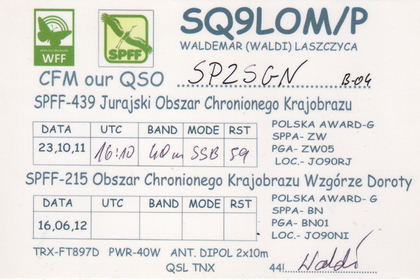 SQ9LOM/P
WFF
SPFF
WALDEMAR (WALDI) LASZCZYCA
CFM our QSO SP2SGN B-04
SPFF-439 Jurajski Obszar Chronionego Krajobrazu
DATA UTC BAND MODE RST
23,10,11 16:10 40m SSB 59
POLSKA AWARD-G
SPPA- ZW
PGA- ZW05
LOC.- JO90RJ
SPFF-215 Obszar Chronionego Krajobrazu Wzgórze Doroty
DATA UTC BAND MODE RST
16,06,12
POLSKA AWARD- G
SPPA- BN
PGA- BN01
LOC.- JO90NI
TRX-FT897D PWR-40W ANT. DIPOL 2x10m
QSL TNX 44! Waldi